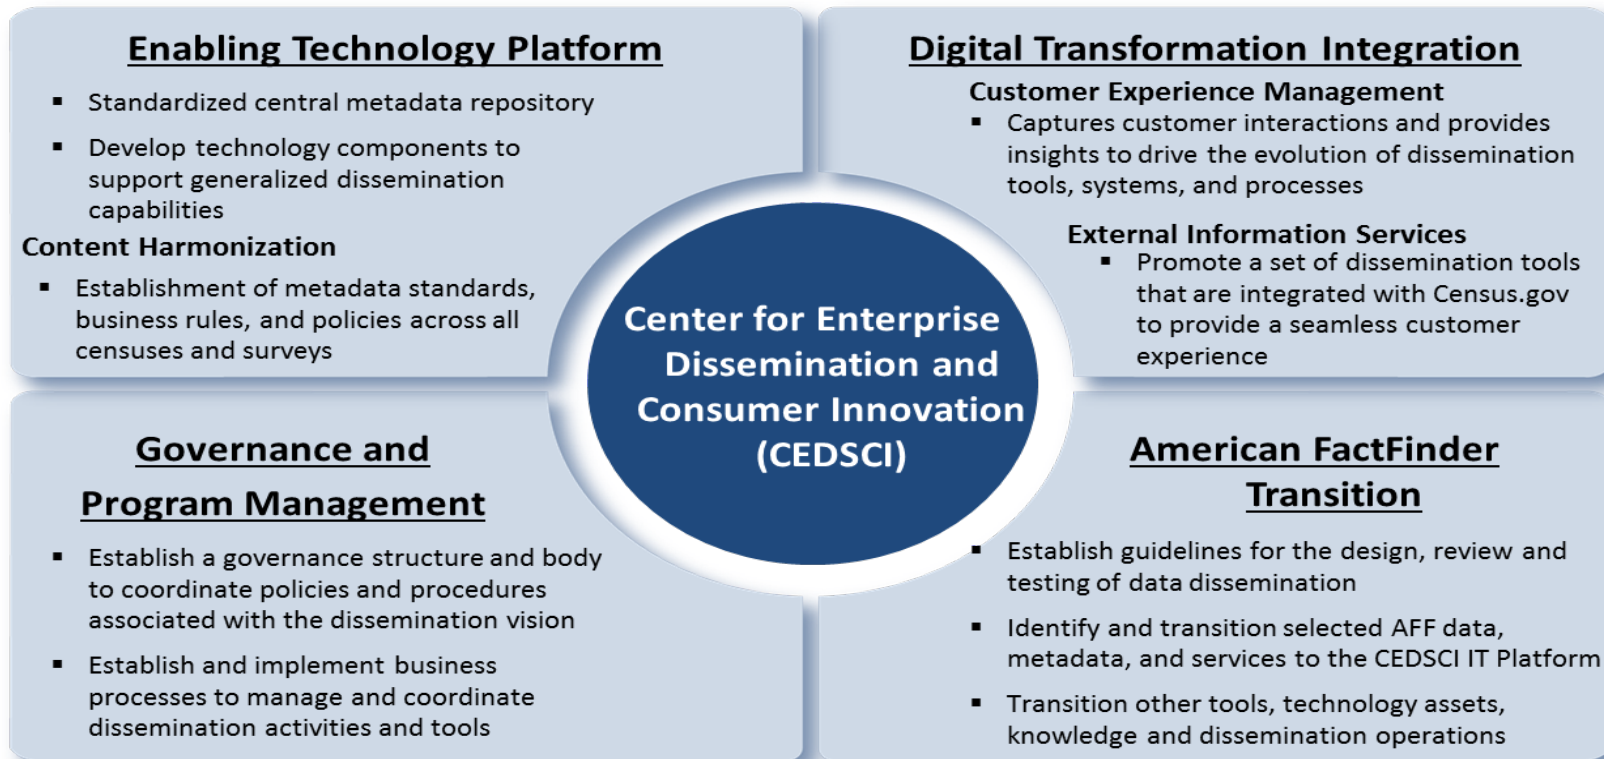 Enabling Technology Platform
▪ Standardized central metadata repository
▪ Develop technology components to
support generalized dissemination
capabilities
Content Harmonization
▪ Establishment of metadata standards,
business rules, and policies across all
censuses and surveys
Digital Transformation Integration
Customer Experience Management
▪ Captures customer interactions and provides
insights to drive the evolution of dissemination
tools, systems, and processes
External Information Services
▪ Promote a set of dissemination tools
that are integrated with Census.gov
to provide a seamless customer
experience
Center for Enterprise
Dissemination and
Consumer Innovation
(CEDSCI)
Governance and
Program Management
▪ Establish a governance structure and body
to coordinate policies and procedures
associated with the dissemination vision
▪ Establish and implement business
processes to manage and coordinate
dissemination activities and tools
American FactFinder
Transition
▪ Establish guidelines for the design, review and
testing of data dissemination
▪ Identify and transition selected AFF data,
metadata, and services to the CEDSCI IT Platform
▪ Transition other tools, technology assets,
knowledge and dissemination operations